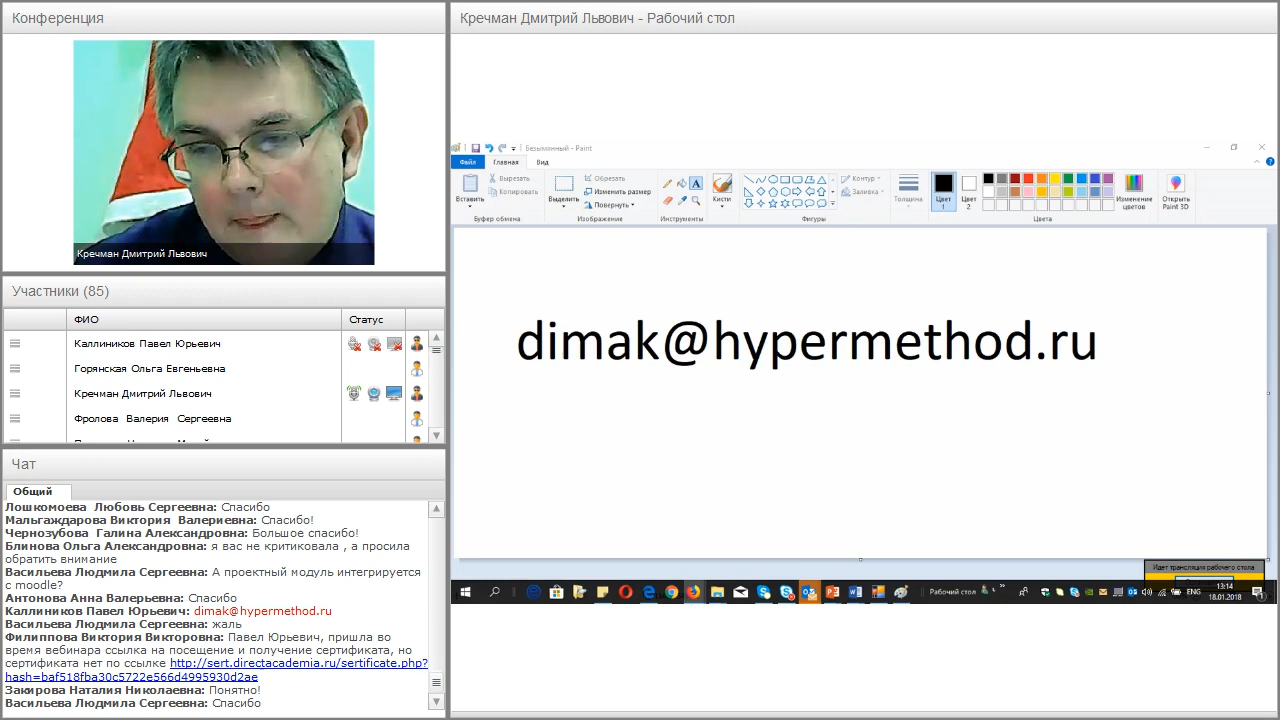 Конференция
Кречман Дмитрий Львович
Участники (85)
ФИО
Статус
Каллиников Павел Юрьевич
Горянская Ольга Евгеньевна
Кречман Дмитрий Львович
Фролова Валерия Сергеевна
Чат
Общий
Лошкомоева Любовь Сергеевна: Спасибо
Мальгаждарова Виктория Валериевна: Спасибо!
Чернозубова Галина Александровна: Большое спасибо!
Блинова Ольга Александровна: я вас не критиковала , а просила
обратить внимание
Васильева Людмила Сергеевна: А проектный модуль интегрируется
с moodle?
Антонова Анна Валерьевна: Спасибо
Каллиников Павел Юрьевич: dimak@hypermethod.ru
Васильева Людмила Сергеевна: жаль
Филиппова Виктория Викторовна: Павел Юрьевич, пришла во
время вебинара ссылка на посещение и получение сертификата, но
сертификата нет по ссылке http://sert.directacademia.ru/sertificate.php?
hash=baf518fba30c5722e566d4995930d2ae
Закирова Наталия Николаевна: Понятно!
Васильева Людмила Сергеевна: Спасибо
Кречман Дмитрий Львович - Рабочий стол
Безымянный - Paint
Файл
Главная
Вид
Вставить
Вырезать
Копировать
Буфер обмена
Выделить
Обрезать
Изменить размер
Повернуть
Изображение
Инструменты
Кисти
Фигуры
Контур
Заливка
Толщина
Цвет
1
Цвет
2
Цвета
Изменение
цветов
Открыть
Paint 3D
dimak@hypermethod.ru
Идет трансляция рабочего стола
Рабочий стол
ENG
13:14
18.01.2018